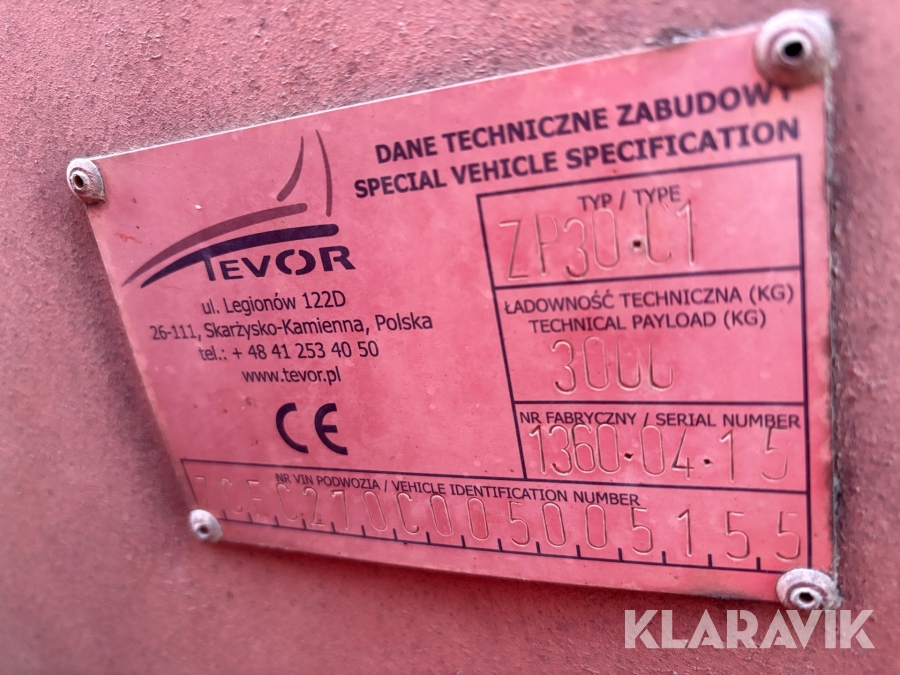 TEVOR
ul. Legionów 122D
26-111, Skarżysko-Kamienna, Polska
tel.: + 48 41 253 40 50
www.tevor.pl
CE
DANE TECHNICZNE ZABUDOWY
SPECIAL VEHICLE SPECIFICATION
TYP / TYPE
ZP30·C1
ŁADOWNOŚĆ TECHNICZNA (KG)
TECHNICAL PAYLOAD (KG)
3000
NR FABRYCZNY / SERIAL NUMBER
1360·04·15
NR VIN PODWOZIA / VEHICLE IDENTIFICATION NUMBER
ZCFC270C005005155
KLARAVIK